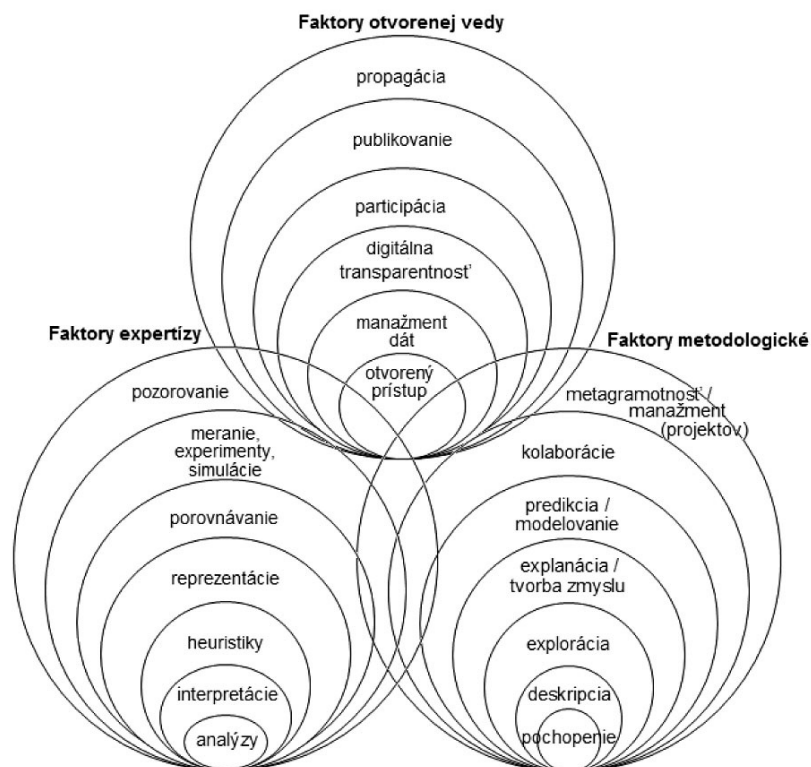 Faktory otvorenej vedy
propagácia
publikovanie
participácia
digitálna
transparentnosť
manažment
dát
otvorený
prístup
Faktory expertízy
pozorovanie
meranie,
experimenty,
simulácie
porovnávanie
reprezentácie
heuristiky
interpretácie
analýzy
Faktory metodologické
metagramotnosť /
manažment
(projektov)
kolaborácie
predikcia /
modelovanie
explanácia /
tvorba zmyslu
explorácia
deskripcia
pochopenie